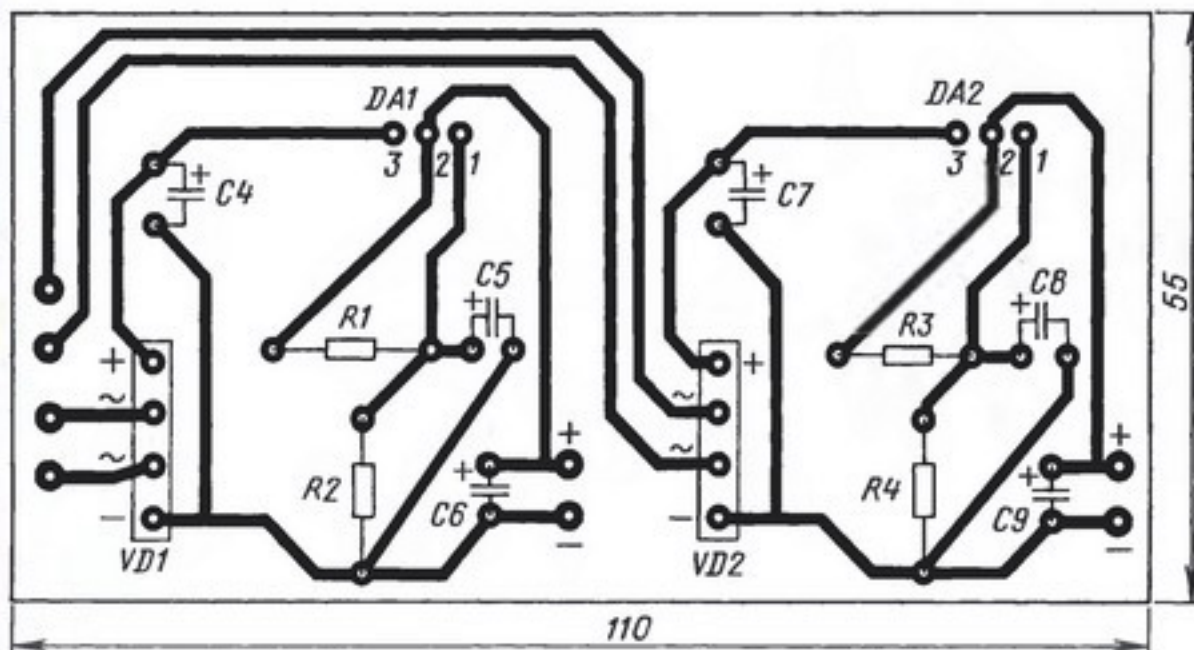 DA1
DA2
3 2 1
3 2 1
+
C4
+
C7
C5
+
R1
C8
+
R3
+
~
~
−
VD1
+
~
~
−
VD2
R2
+
C6
+
−
R4
+
C9
+
−
55
110